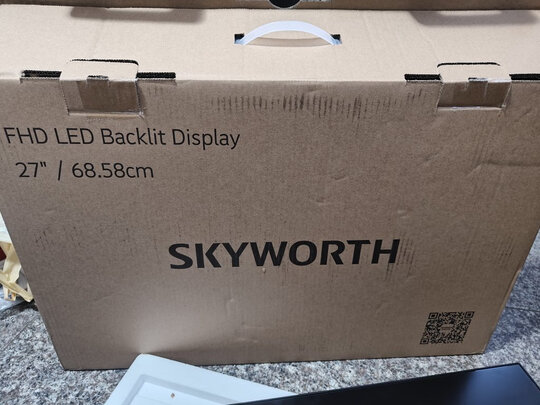 FHD LED Backlit Display
27" / 68.58cm
SKYWORTH